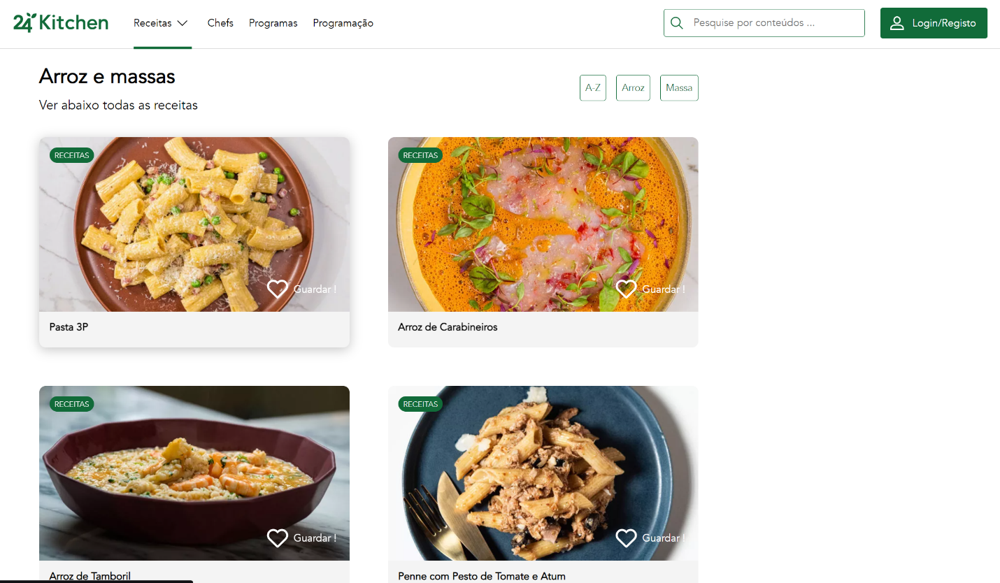 24Kitchen
Receitas
Chefs
Programas
Programação
Pesquise por conteúdos ...
Login/Registo
Arroz e massas
Ver abaixo todas as receitas
A-Z
Arroz
Massa
RECEITAS
Guardar !
Pasta 3P
RECEITAS
Guardar !
Arroz de Carabineiros
RECEITAS
Guardar !
Arroz de Tamboril
RECEITAS
Guardar !
Penne com Pesto de Tomate e Atum